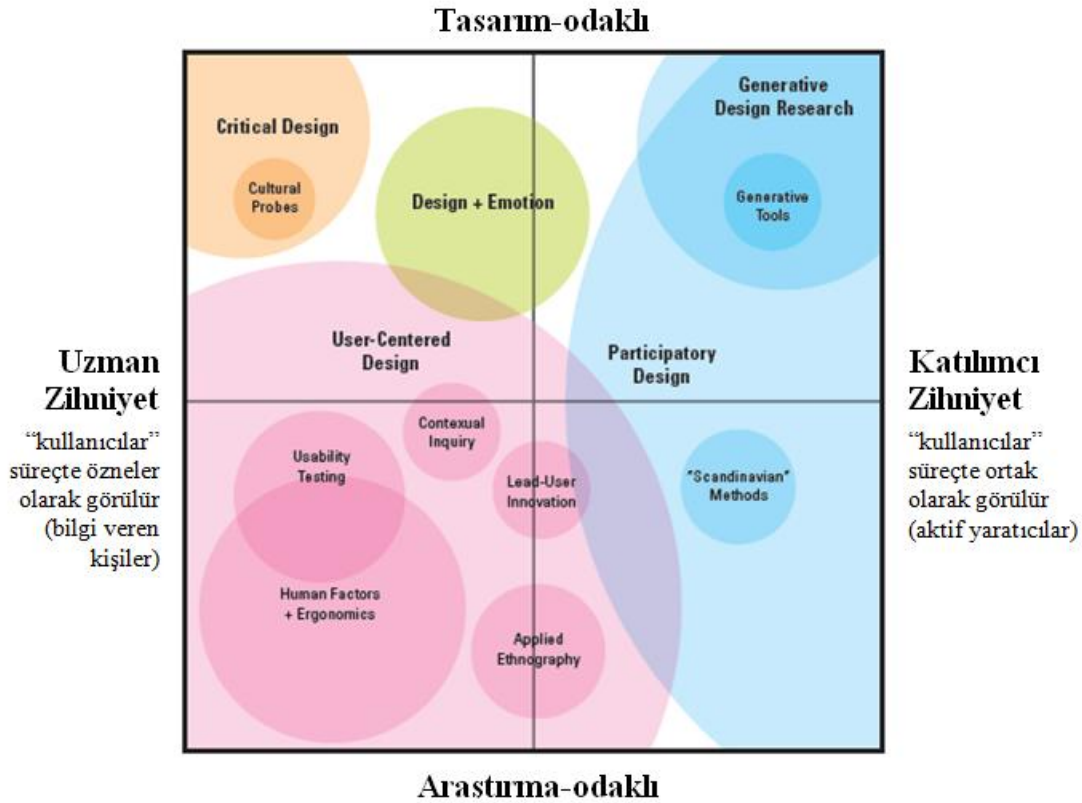 Tasarım-odaklı
Generative
Design Research
Critical Design
Cultural
Probes
Design + Emotion
Generative
Tools
User-Centered
Design
Participatory
Design
Uzman
Zihniyet
“kullanıcılar”
süreçte özneler
olarak görülür
(bilgi veren
kişiler)
Katılımcı
Zihniyet
“kullanıcılar”
süreçte ortak
olarak görülür
(aktif yaratıcılar)
Contexual
Inquiry
Usability
Testing
Lead-User
Innovation
"Scandinavian"
Methods
Human Factors
+ Ergonomics
Applied
Ethnography
Araştırma-odaklı